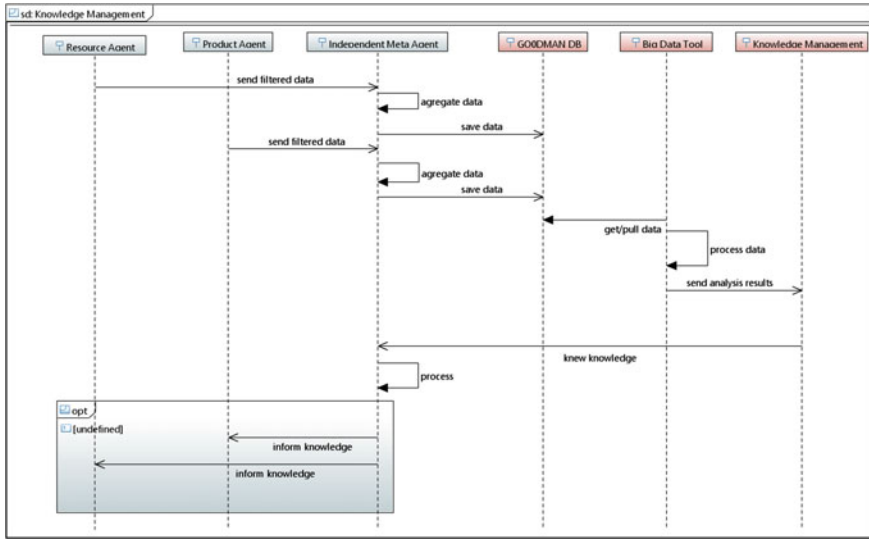 sd: Knowledge Management
Resource Agent
Product Agent
Independent Meta Agent
GO0DMAN DB
Big Data Tool
Knowledge Management
send filtered data
agregate data
save data
send filtered data
agregate data
save data
get/pull data
process data
send analysis results
knew knowledge
process
opt
[undefined]
inform knowledge
inform knowledge